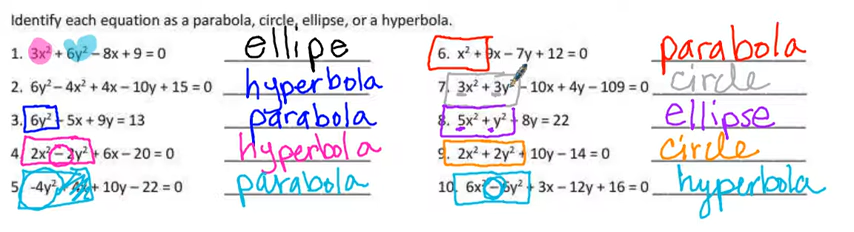 Identify each equation as a parabola, circle, ellipse, or a hyperbola.
1. 3x² + 6y² – 8x + 9 = 0 ellipe
2. 6y² – 4x² + 4x – 10y + 15 = 0 hyperbola
3. 6y² – 5x + 9y = 13 parabola
4. 2x² – 2y² + 6x – 20 = 0 Hyperbola
5. -4y² + 10y – 22 = 0 parabola
6. x² + 9x – 7y + 12 = 0 parabola
7. 3x² + 3y² – 10x + 4y – 109 = 0 circle
8. 5x² + y² + 8y = 22 ellipse
9. 2x² + 2y² + 10y – 14 = 0 circle
10. 6x² – 6y² + 3x – 12y + 16 = 0 hyperbola